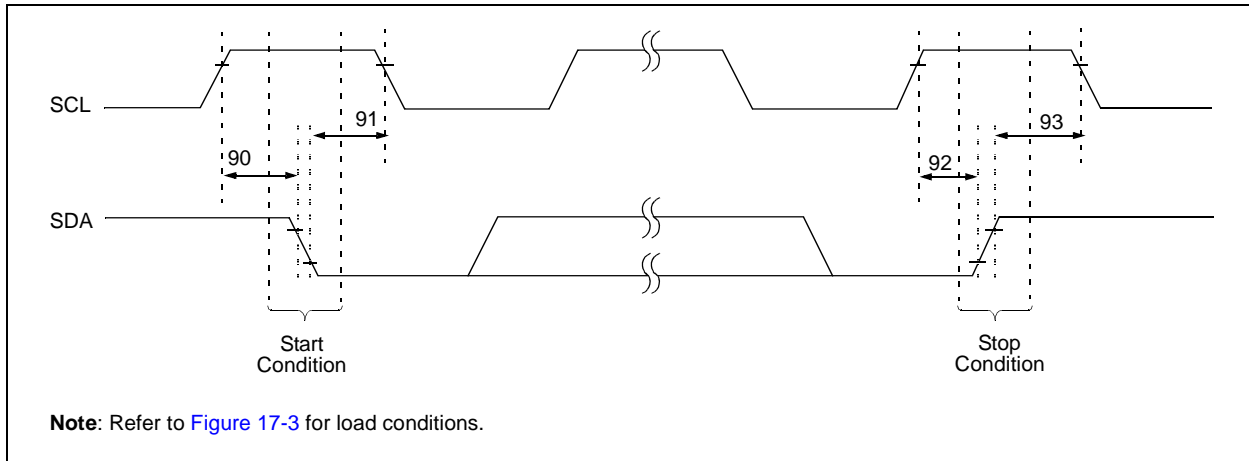 SCL
91
93
90
92
SDA
Start
Condition
Stop
Condition
Note: Refer to Figure 17-3 for load conditions.